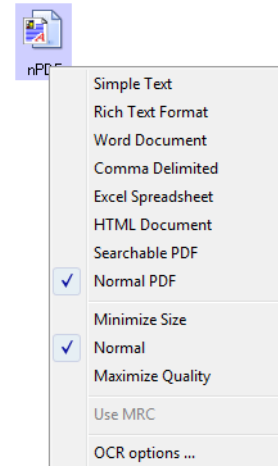 Simple Text
Rich Text Format
Word Document
Comma Delimited
Excel Spreadsheet
HTML Document
Searchable PDF
Normal PDF
Minimize Size
Normal
Maximize Quality
Use MRC
OCR options ...